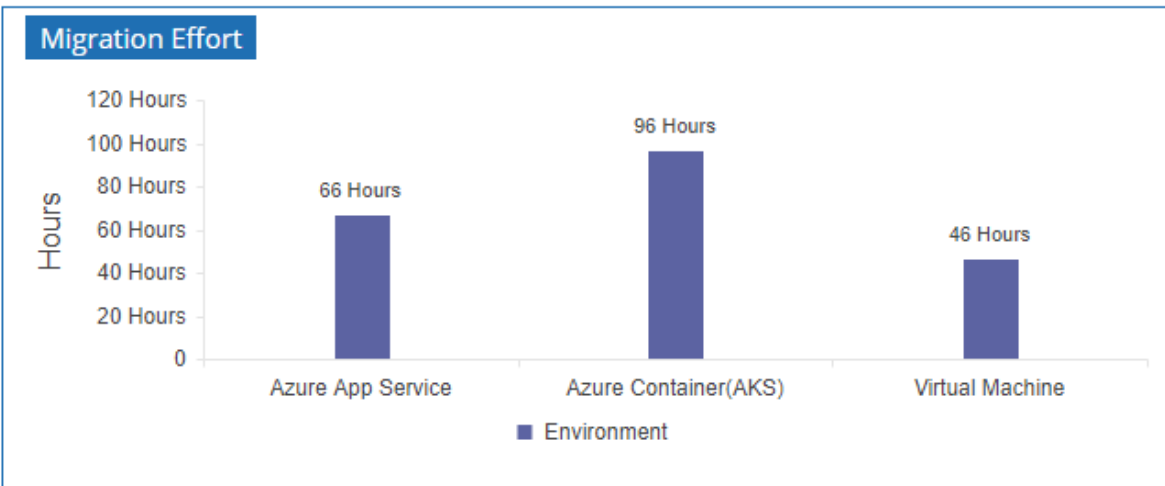 Migration Effort
120 Hours
100 Hours
80 Hours
60 Hours
40 Hours
20 Hours
0
Hours
66 Hours
96 Hours
46 Hours
Azure App Service
Azure Container(AKS)
Virtual Machine
Environment